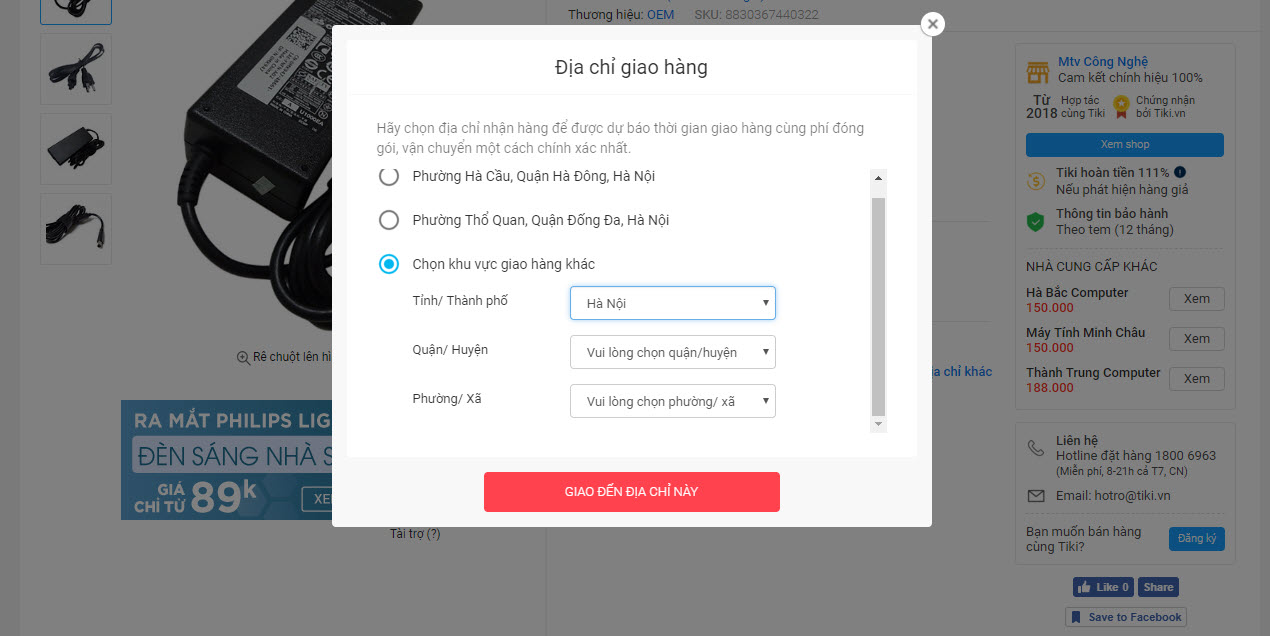 Thương hiệu: OEM SKU: 8830367440322
Địa chỉ giao hàng
Hãy chọn địa chỉ nhận hàng để được dự báo thời gian giao hàng cùng phí đóng
gói, vận chuyển một cách chính xác nhất.
Phường Hà Cầu, Quận Hà Đông, Hà Nội
Phường Thổ Quan, Quận Đống Đa, Hà Nội
Chọn khu vực giao hàng khác
Tỉnh/ Thành phố
Hà Nội
Quận/ Huyện
Vui lòng chọn quận/huyện
Phường/ Xã
Vui lòng chọn phường/ xã
GIAO ĐẾN ĐỊA CHỈ NÀY
Rê chuột lên
RA MẮT PHILIPS
ĐÈN SÁNG NHÀ
GIÁ
CHỈ TỪ 89k
Tài trợ (?)
chỉ khác
Mtv Công Nghệ
Cam kết chính hiệu 100%
Từ
2018
Hợp tác
cùng Tiki
Chứng nhận
bởi Tiki.vn
Xem shop
Tiki hoàn tiền 111%
Nếu phát hiện hàng giả
Thông tin bảo hành
Theo tem (12 tháng)
NHÀ CUNG CẤP KHÁC
Hà Bắc Computer
150.000
Xem
Máy Tính Minh Châu
150.000
Xem
Thành Trung Computer
188.000
Xem
Liên hệ
Hotline đặt hàng 1800 6963
(Miễn phí, 8-21h cả T7, CN)
Email: hotro@tiki.vn
Bạn muốn bán hàng
cùng Tiki?
Đăng ký
Like 0
Share
Save to Facebook